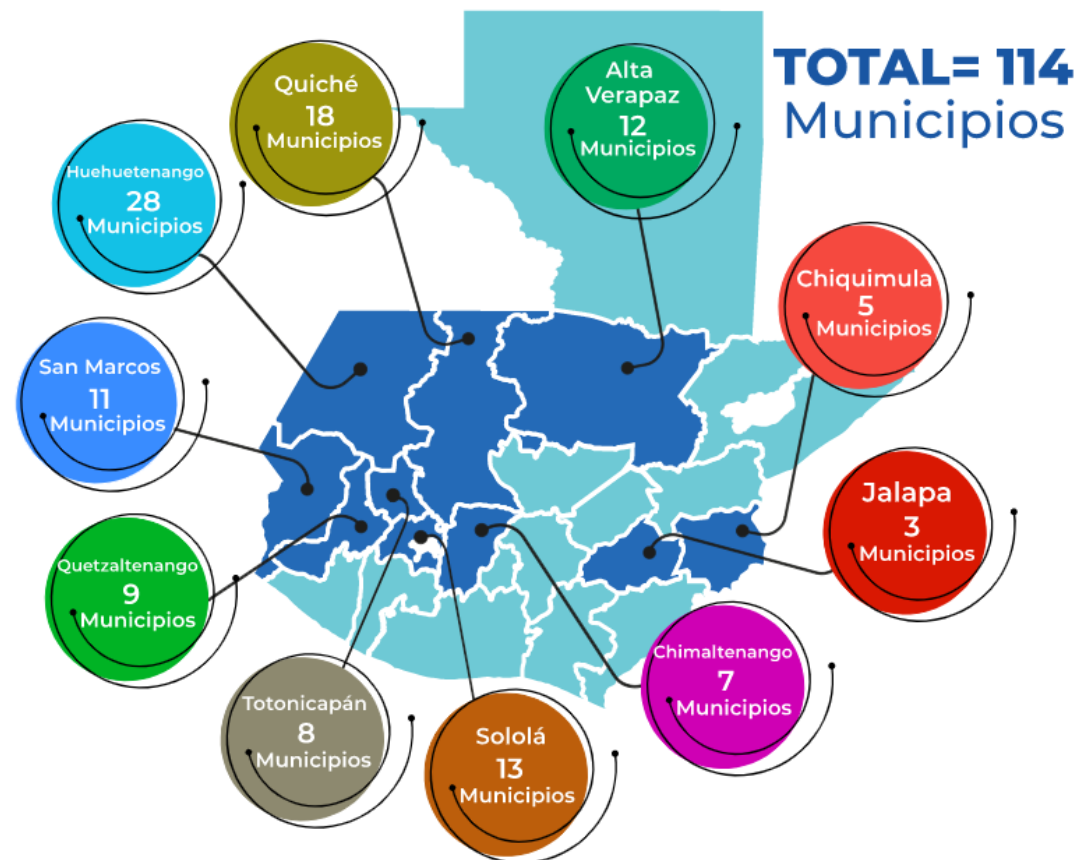 TOTAL= 114
Municipios
Quiché
18
Municipios
Alta
Verapaz
12
Municipios
Huehuetenango
28
Municipios
Chiquimula
5
Municipios
San Marcos
11
Municipios
Jalapa
3
Municipios
Quetzaltenango
9
Municipios
Chimaltenango
7
Municipios
Totonicapán
8
Municipios
Sololá
13
Municipios